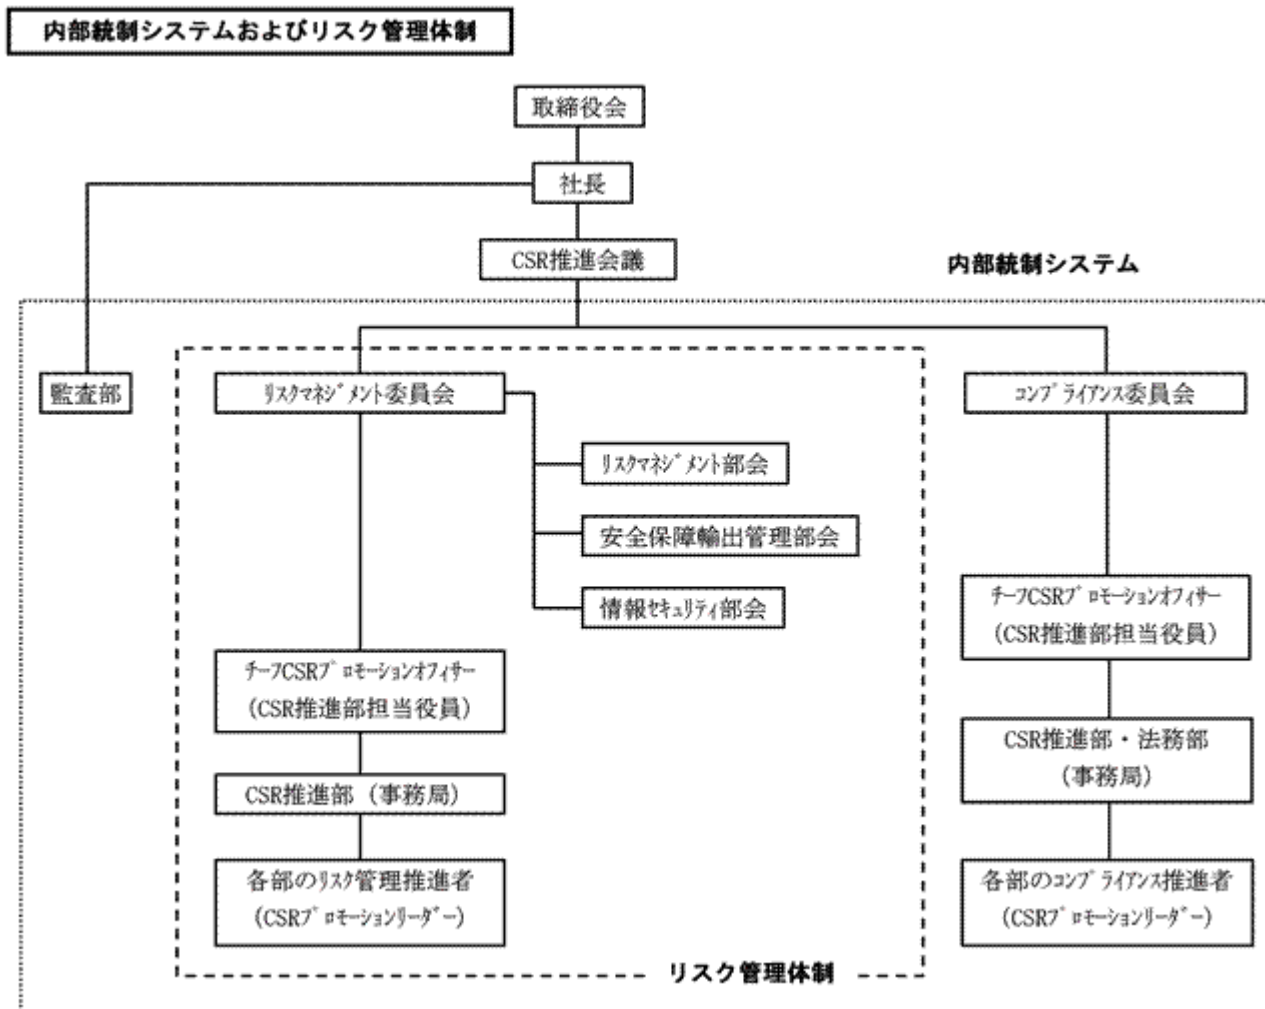 内部統制システムおよびリスク管理体制
取締役会
社長
CSR推進会議
内部統制システム
監査部
ﾘｽｸﾏﾈｼﾞﾒﾝﾄ委員会
ｺﾝﾌﾟﾗｲｱﾝｽ委員会
ﾘｽｸﾏﾈｼﾞﾒﾝﾄ部会
安全保障輸出管理部会
情報ｾｷｭﾘﾃｨ部会
ﾁｰﾌCSRﾌﾟﾛﾓｰｼｮﾝｵﾌｨｻｰ
(CSR推進部担当役員)
ﾁｰﾌCSRﾌﾟﾛﾓｰｼｮﾝｵﾌｨｻｰ
(CSR推進部担当役員)
CSR推進部（事務局）
CSR推進部・法務部
（事務局）
各部のﾘｽｸ管理推進者
(CSRﾌﾟﾛﾓｰｼｮﾝﾘｰﾀﾞｰ)
各部のｺﾝﾌﾟﾗｲｱﾝｽ推進者
(CSRﾌﾟﾛﾓｰｼｮﾝﾘｰﾀﾞｰ)
リスク管理体制